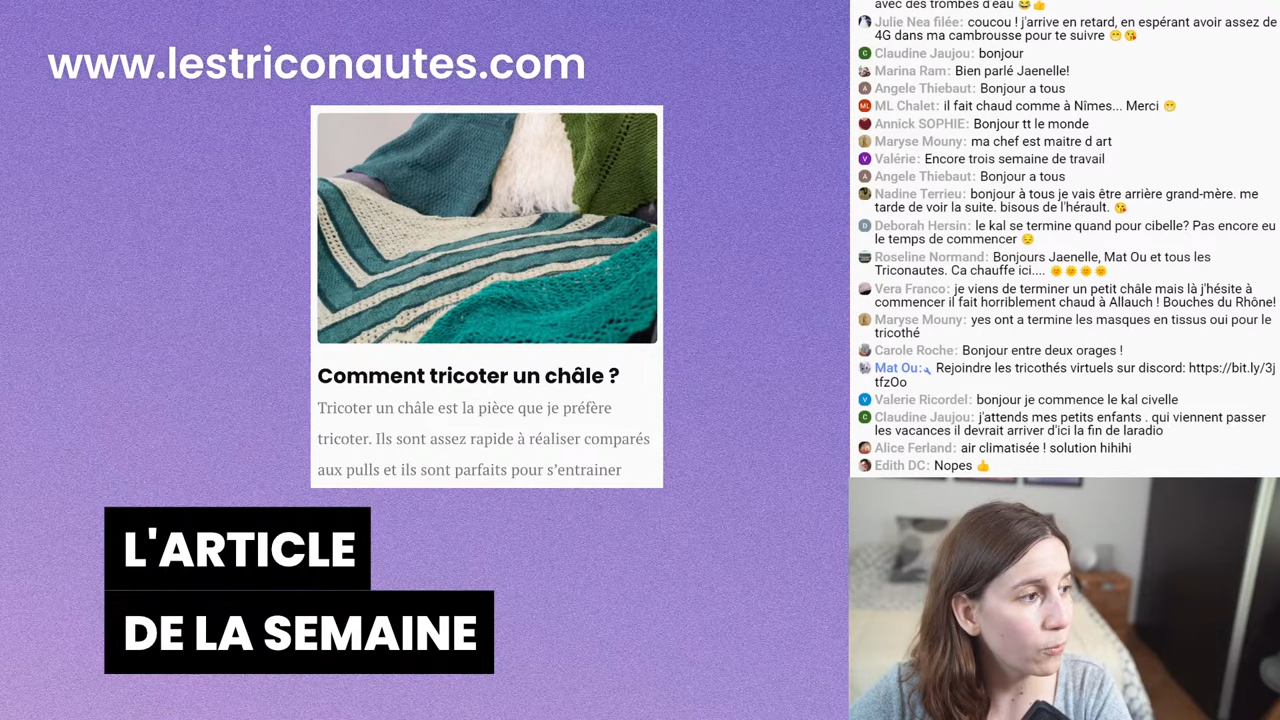 www.lestriconautes.com
Comment tricoter un châle ?
Tricoter un châle est la pièce que je préfère
tricoter. Ils sont assez rapide à réaliser comparés
aux pulls et ils sont parfaits pour s'entrainer
L'ARTICLE
DE LA SEMAINE
avec des trombes d'eau 😂👍
Julie Nea filée: coucou ! j'arrive en retard, en espérant avoir assez de
4G dans ma cambrousse pour te suivre 😁😘
Claudine Jaujou: bonjour
Marina Ram: Bien parlé Jaenelle!
Angele Thiebaut: Bonjour a tous
ML Chalet: il fait chaud comme à Nîmes... Merci 😁
Annick SOPHIE: Bonjour tt le monde
Maryse Mouny: ma chef est maitre d art
Valérie: Encore trois semaine de travail
Angele Thiebaut: Bonjour a tous
Nadine Terrieu: bonjour à tous je vais être arrière grand-mère. me
tarde de voir la suite. bisous de l'hérault. 😘
Deborah Hersin: le kal se termine quand pour cibelle? Pas encore eu
le temps de commencer 😔
Roseline Normand: Bonjours Jaenelle, Mat Ou et tous les
Triconautes. Ca chauffe ici.... 🌞🌞🌞🌞
Vera Franco: je viens de terminer un petit châle mais là j'hésite à
commencer il fait horriblement chaud à Allauch ! Bouches du Rhône!
Maryse Mouny: yes ont a termine les masques en tissus oui pour le
tricothé
Carole Roche: Bonjour entre deux orages !
Mat Ou: Rejoindre les tricothés virtuels sur discord: https://bit.ly/3j
tfzOo
Valerie Ricordel: bonjour je commence le kal civelle
Claudine Jaujou: j'attends mes petits enfants . qui viennent passer
les vacances il devrait arriver d'ici la fin de laradio
Alice Ferland: air climatisée ! solution hihihi
Edith DC: Nopes 👍